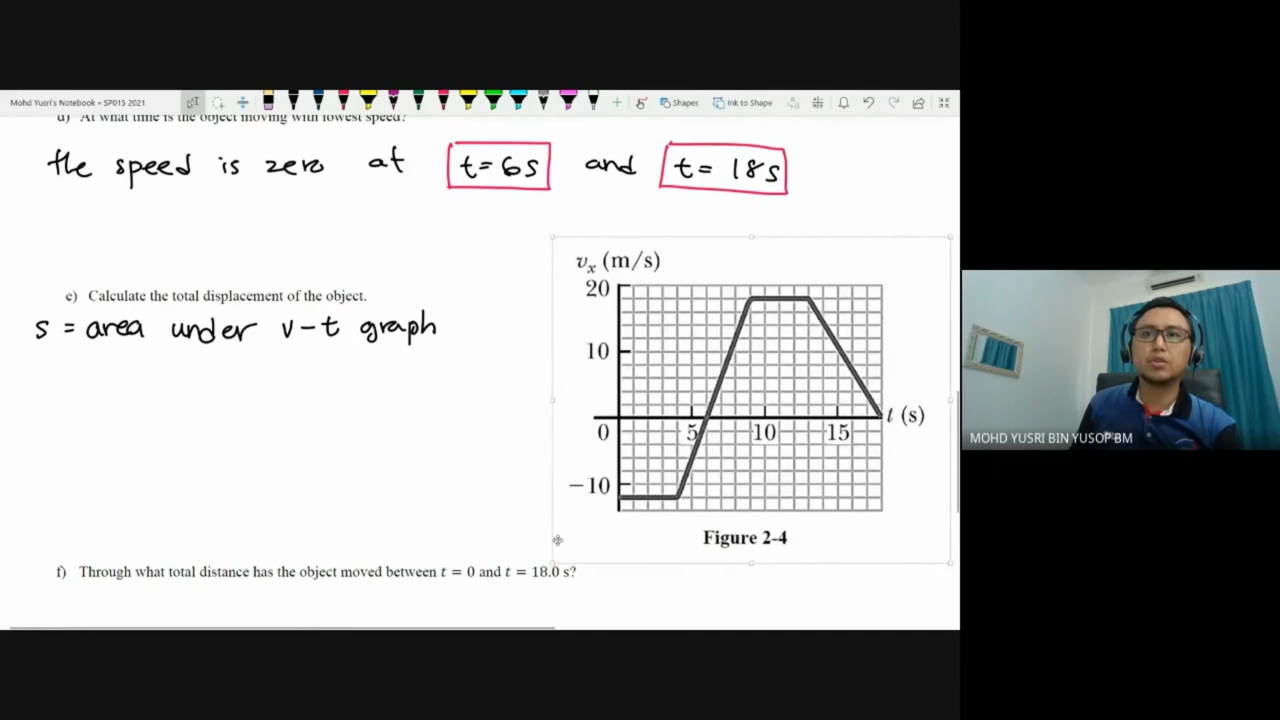 Mohd Yusri's Notebook » SP015 2021
Shapes
Ink to Shape
d) At what time is the object moving with lowest speed?
the speed is zero at t = 6s and t = 18s
e) Calculate the total displacement of the object.
s = area under v-t graph
vₓ (m/s)
20
10
0 5 10 15 t (s)
−10
Figure 2-4
f) Through what total distance has the object moved between t = 0 and t = 18.0 s?
MOHD YUSRI BIN YUSOP BM